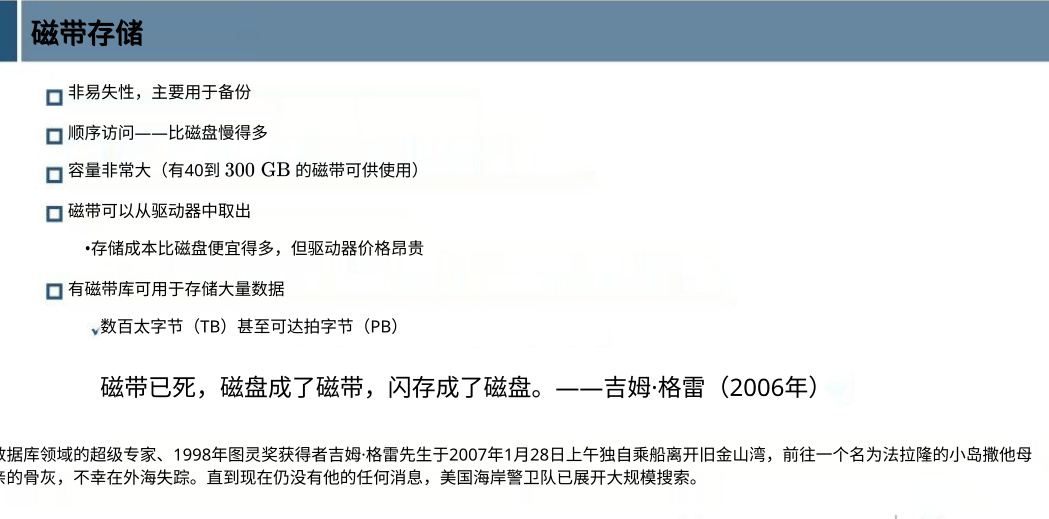 磁带存储
非易失性，主要用于备份
顺序访问——比磁盘慢得多
容量非常大（有40到 300 GB 的磁带可供使用）
磁带可以从驱动器中取出
•存储成本比磁盘便宜得多，但驱动器价格昂贵
有磁带库可用于存储大量数据
数百太字节（TB）甚至可达拍字节（PB）
磁带已死，磁盘成了磁带，闪存成了磁盘。——吉姆·格雷（2006年）
据库领域的超级专家、1998年图灵奖获得者吉姆·格雷先生于2007年1月28日上午独自乘船离开旧金山湾，前往一个名为法拉隆的小岛撒他母
的骨灰，不幸在外海失踪。直到现在仍没有他的任何消息，美国海岸警卫队已展开大规模搜索。